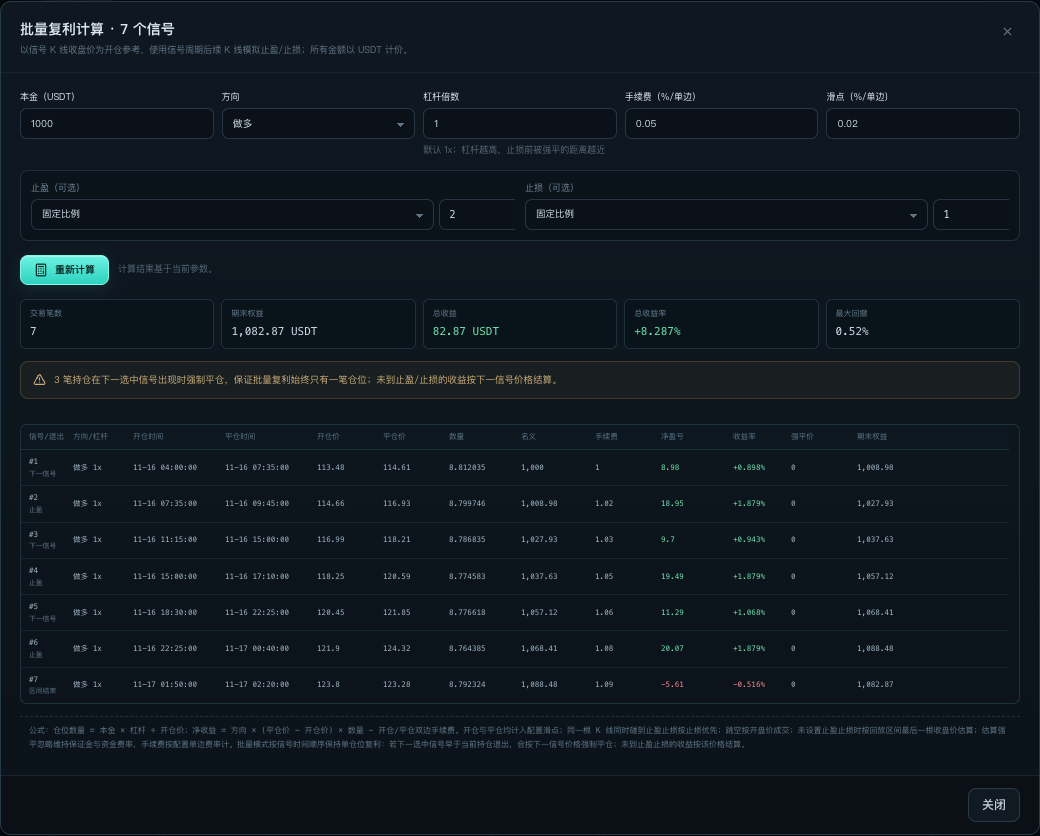 批量复利计算 · 7 个信号
以信号 K 线收盘价为开仓参考，使用信号周期后续 K 线模拟止盈/止损；所有金额以 USDT 计价。
本金（USDT） 方向 杠杆倍数 手续费（%/单边） 滑点（%/单边）
1000 做多 1 0.05 0.02
默认 1x；杠杆越高，止损前被强平的距离越近
止盈（可选） 止损（可选）
固定比例 2 固定比例 1
重新计算 计算结果基于当前参数。
交易笔数 期末权益 总收益 总收益率 最大回撤
7 1,082.87 USDT 82.87 USDT +8.287% 0.52%
3 笔持仓在下一选中信号出现时强制平仓，保证批量复利始终只有一笔仓位；未到止盈/止损的收益按下一信号价格结算。
信号/退出 方向/杠杆 开仓时间 平仓时间 开仓价 平仓价 数量 名义 手续费 净盈亏 收益率 强平价 期末权益
#1
下一信号 做多 1x 11-16 04:00:00 11-16 07:35:00 113.48 114.61 8.812035 1,000 1 8.98 +0.898% 0 1,008.98
#2
止盈 做多 1x 11-16 07:35:00 11-16 09:45:00 114.66 116.93 8.799746 1,008.98 1.02 18.95 +1.879% 0 1,027.93
#3
下一信号 做多 1x 11-16 11:15:00 11-16 15:00:00 116.99 118.21 8.786835 1,027.93 1.03 9.7 +0.943% 0 1,037.63
#4
止盈 做多 1x 11-16 15:00:00 11-16 17:10:00 118.25 120.59 8.774583 1,037.63 1.05 19.49 +1.879% 0 1,057.12
#5
下一信号 做多 1x 11-16 18:30:00 11-16 22:25:00 120.45 121.85 8.776618 1,057.12 1.06 11.29 +1.068% 0 1,068.41
#6
止盈 做多 1x 11-16 22:25:00 11-17 00:40:00 121.9 124.32 8.764385 1,068.41 1.08 20.07 +1.879% 0 1,088.48
#7
区间结束 做多 1x 11-17 01:50:00 11-17 02:20:00 123.8 123.28 8.792324 1,088.48 1.09 -5.61 -0.516% 0 1,082.87
公式：仓位数量 = 本金 × 杠杆 ÷ 开仓价；净收益 = 方向 × (平仓价 − 开仓价) × 数量 − 开仓/平仓双边手续费。开仓与平仓均计入配置滑点；同一根 K 线同时碰到止盈止损按止损优先；跳空按开盘价成交；未设置止盈止损时按回放区间最后一根收盘价估算；估算强
平忽略维持保证金与资金费率，手续费按配置单边费率计。批量模式按信号时间顺序保持单仓位复利：若下一选中信号早于当前持仓退出，会按下一信号价格强制平仓；未到止盈止损的收益按该价格结算。
关闭